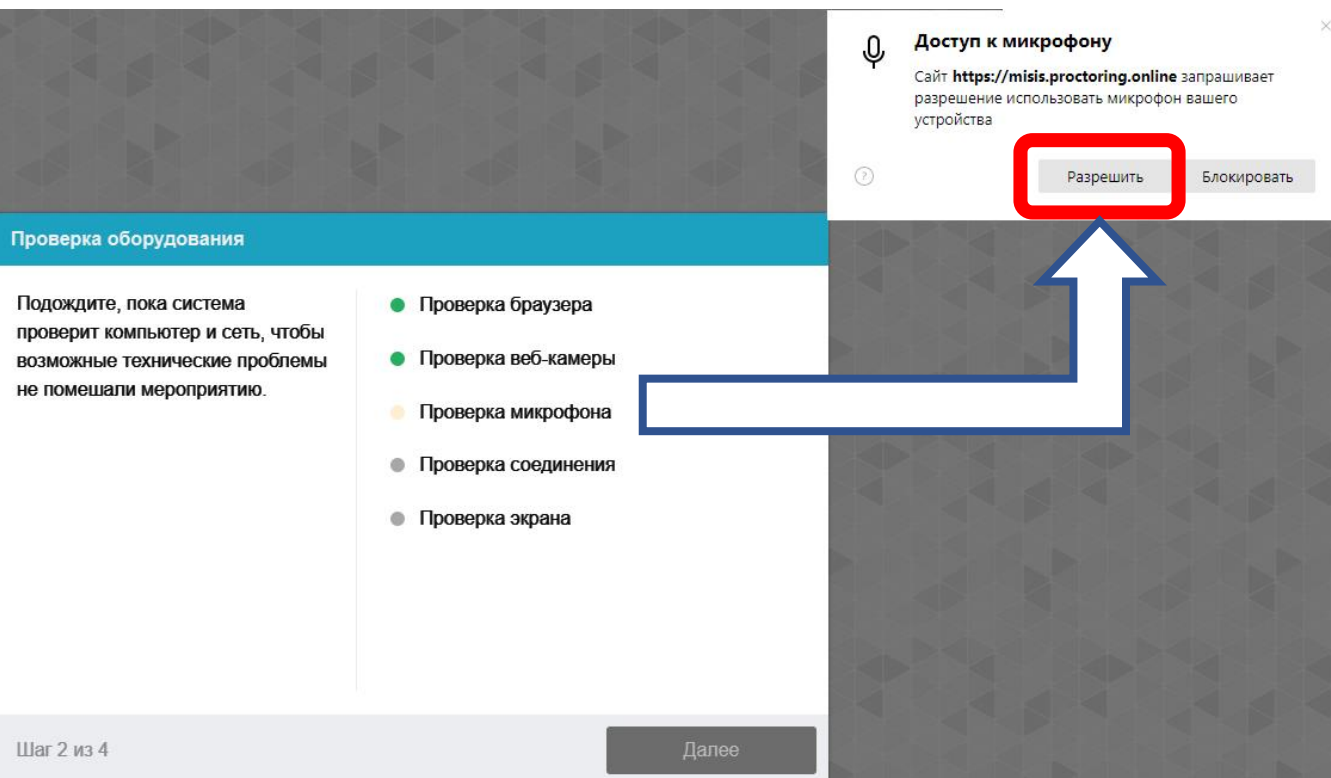 Доступ к микрофону
Сайт https://misis.proctoring.online запрашивает
разрешение использовать микрофон вашего
устройства
Разрешить
Блокировать
Проверка оборудования
Подождите, пока система
проверит компьютер и сеть, чтобы
возможные технические проблемы
не помешали мероприятию.
Проверка браузера
Проверка веб-камеры
Проверка микрофона
Проверка соединения
Проверка экрана
Шаг 2 из 4
Далее